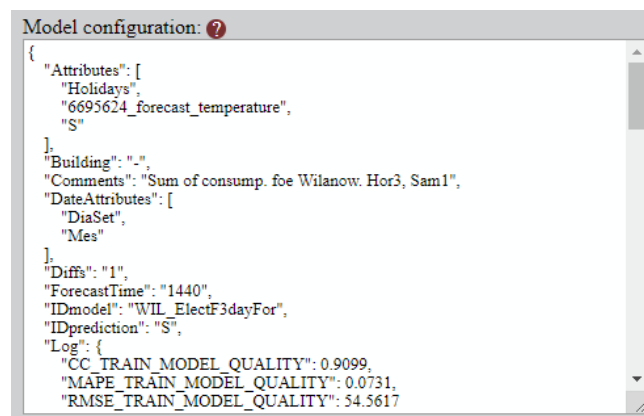 Model configuration: ?
{
"Attributes": [
"Holidays",
"6695624_forecast_temperature",
"S"
],
"Building": "-",
"Comments": "Sum of consump. foe Wilanow. Hor3, Sam1",
"DateAttributes": [
"DiaSet",
"Mes"
],
"Diffs": "1",
"ForecastTime": "1440",
"IDmodel": "WIL_ElectF3dayFor",
"IDprediction": "S",
"Log": {
"CC_TRAIN_MODEL_QUALITY": 0.9099,
"MAPE_TRAIN_MODEL_QUALITY": 0.0731,
"RMSE_TRAIN_MODEL_QUALITY": 54.5617